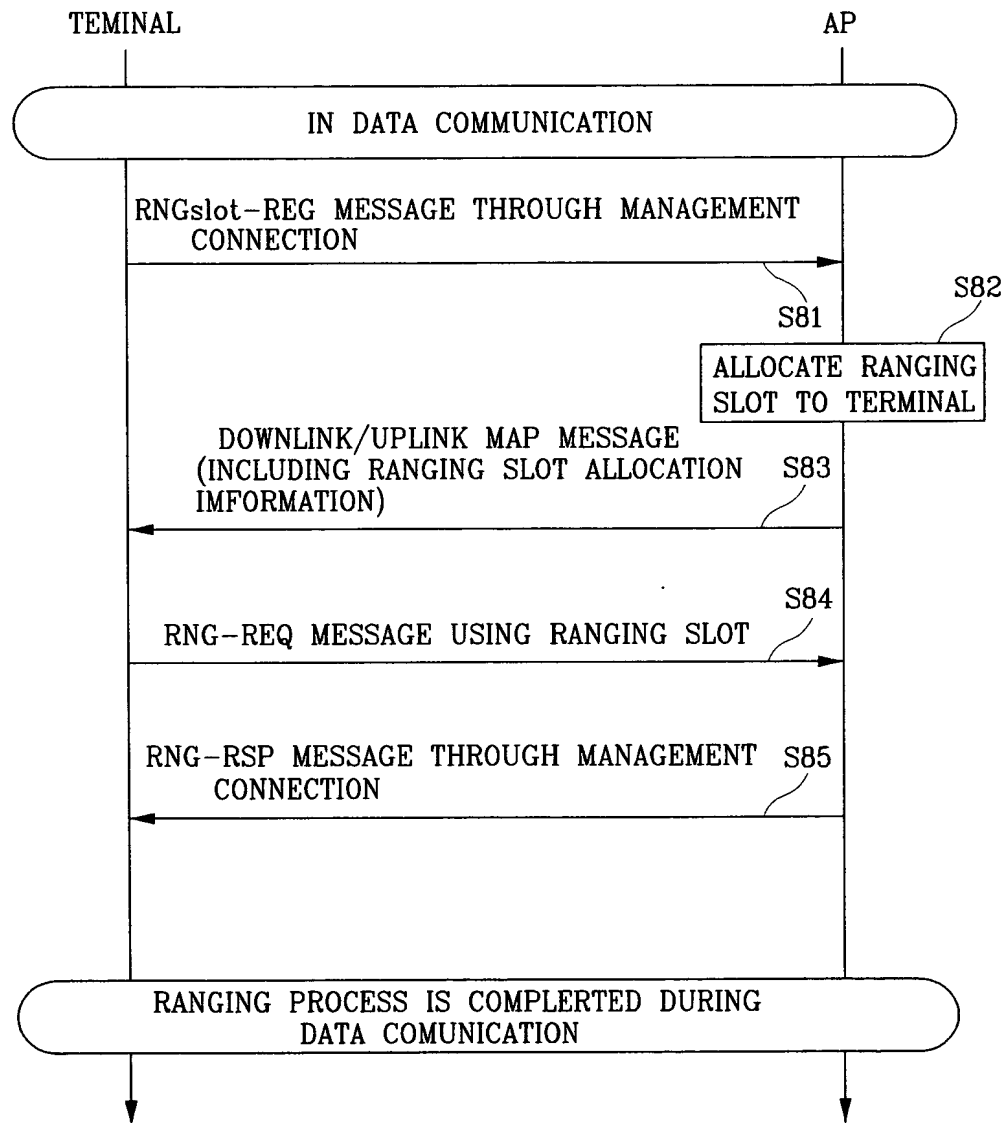 TEMINAL
AP
IN DATA COMMUNICATION
RNGslot-REG MESSAGE THROUGH MANAGEMENT
CONNECTION
S81
S82
ALLOCATE RANGING
SLOT TO TERMINAL
DOWNLINK/UPLINK MAP MESSAGE
(INCLUDING RANGING SLOT ALLOCATION
IMFORMATION)
S83
S84
RNG-REQ MESSAGE USING RANGING SLOT
RNG-RSP MESSAGE THROUGH MANAGEMENT
CONNECTION
S85
RANGING PROCESS IS COMPLERTED DURING
DATA COMUNICATION